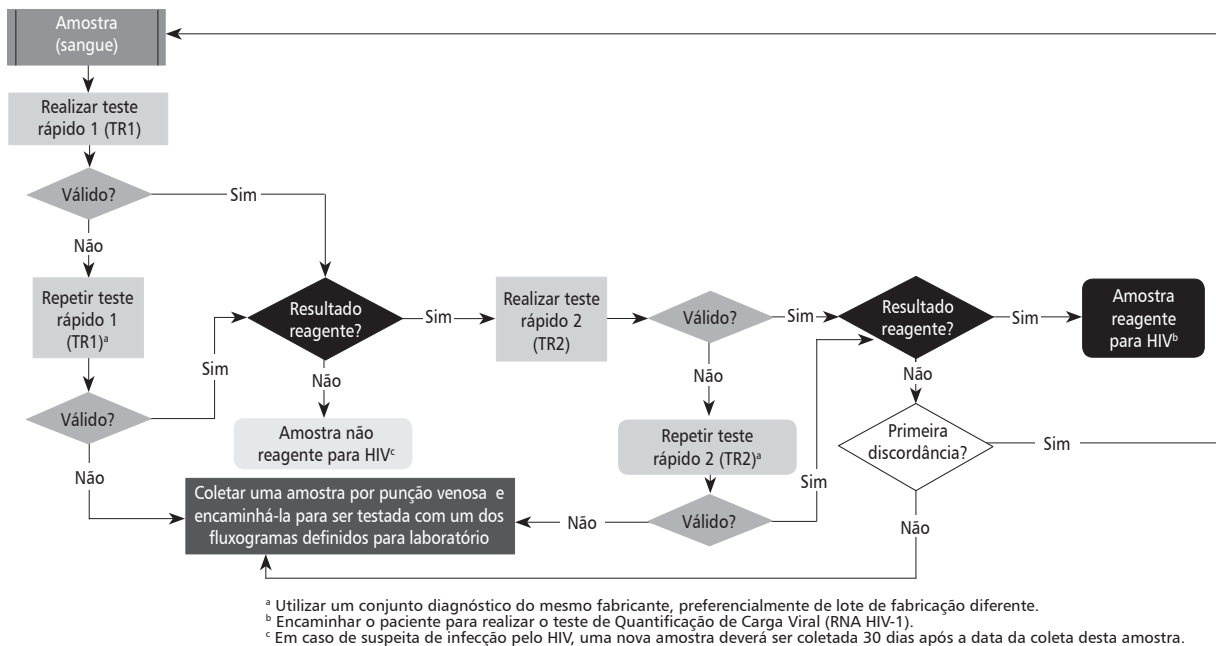 Amostra
(sangue)
Realizar teste
rápido 1 (TR1)
Válido?
Sim
Não
Repetir teste
rápido 1
(TR1)ᵃ
Sim
Válido?
Não
Resultado
reagente?
Sim
Não
Amostra não
reagente para HIVᶜ
Realizar teste
rápido 2
(TR2)
Válido?
Sim
Não
Repetir teste
rápido 2 (TR2)ᵃ
Válido?
Sim
Não
Resultado
reagente?
Sim
Não
Amostra
reagente
para HIVᵇ
Primeira
discordância?
Sim
Não
Coletar uma amostra por punção venosa e
encaminhá-la para ser testada com um dos
fluxogramas definidos para laboratório
ᵃ Utilizar um conjunto diagnóstico do mesmo fabricante, preferencialmente de lote de fabricação diferente.
ᵇ Encaminhar o paciente para realizar o teste de Quantificação de Carga Viral (RNA HIV-1).
ᶜ Em caso de suspeita de infecção pelo HIV, uma nova amostra deverá ser coletada 30 dias após a data da coleta desta amostra.